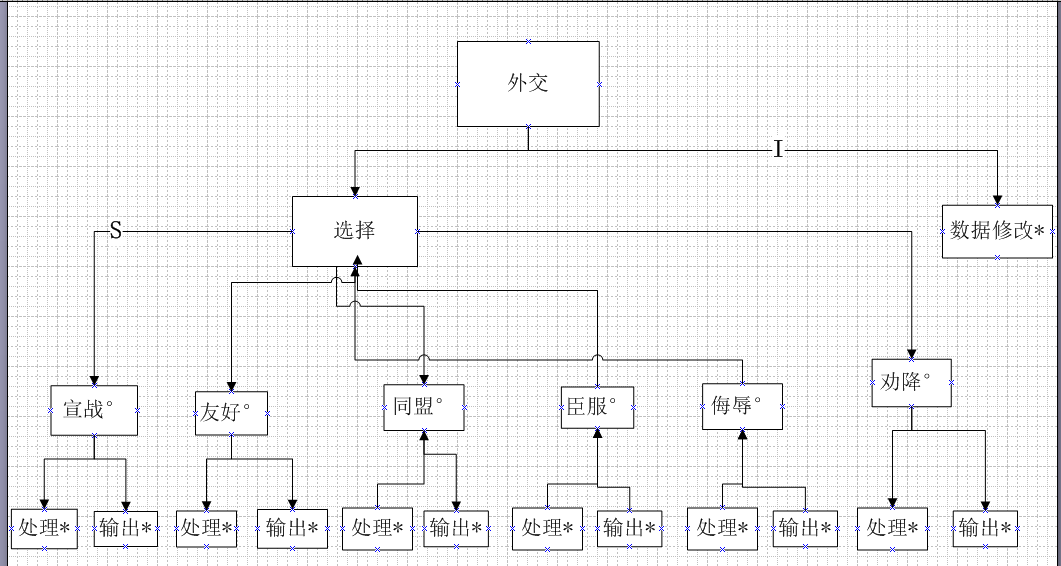 外交
I
选择
S
数据修改*
宣战°
友好°
同盟°
臣服°
侮辱°
劝降°
处理*
输出*
处理*
输出*
处理*
输出*
处理*
输出*
处理*
输出*
处理*
输出*